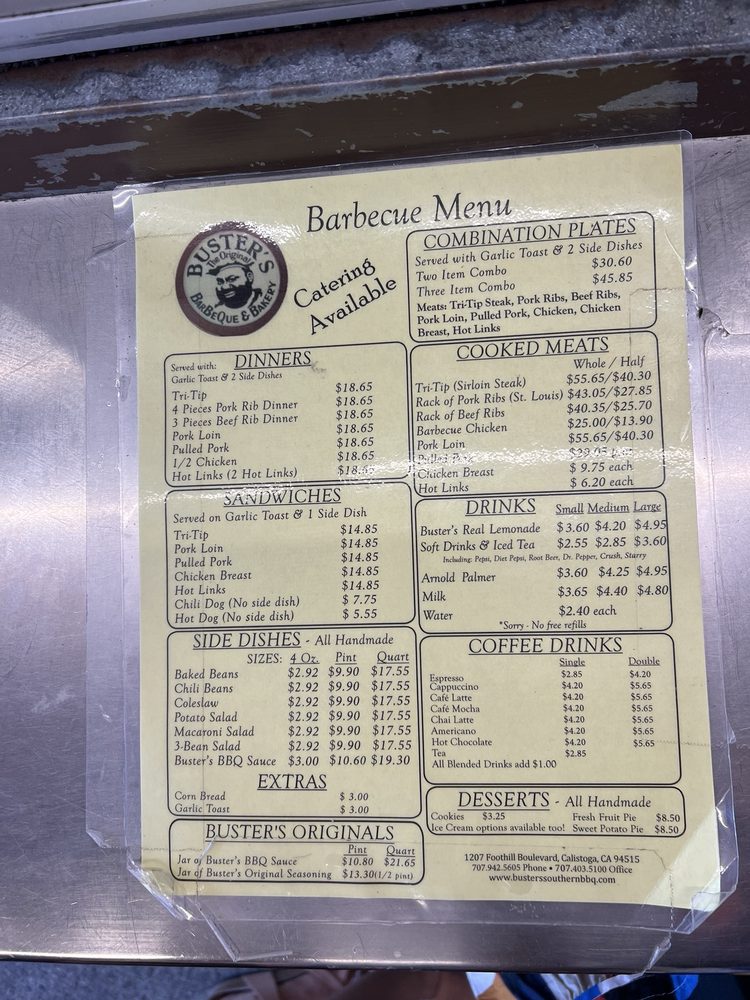 Barbecue Menu
BUSTER'S
The Original
BARBEQUE & BAKERY
Catering
Available
COMBINATION PLATES
Served with Garlic Toast & 2 Side Dishes
Two Item Combo $30.60
Three Item Combo $45.85
Meats: Tri-Tip Steak, Pork Ribs, Beef Ribs,
Pork Loin, Pulled Pork, Chicken, Chicken
Breast, Hot Links
DINNERS
Served with:
Garlic Toast & 2 Side Dishes
Tri-Tip $18.65
4 Pieces Pork Rib Dinner $18.65
3 Pieces Beef Rib Dinner $18.65
Pork Loin $18.65
Pulled Pork $18.65
1/2 Chicken $18.65
Hot Links (2 Hot Links) $18.65
COOKED MEATS
Whole / Half
Tri-Tip (Sirloin Steak) $55.65/$40.30
Rack of Pork Ribs (St. Louis) $43.05/$27.85
Rack of Beef Ribs $40.35/$25.70
Barbecue Chicken $25.00/$13.90
Pork Loin $55.65/$40.30
Pulled Pork
Chicken Breast $ 9.75 each
Hot Links $ 6.20 each
SANDWICHES
Served on Garlic Toast & 1 Side Dish
Tri-Tip $14.85
Pork Loin $14.85
Pulled Pork $14.85
Chicken Breast $14.85
Hot Links $14.85
Chili Dog (No side dish) $ 7.75
Hot Dog (No side dish) $ 5.55
DRINKS Small Medium Large
Buster's Real Lemonade $3.60 $4.20 $4.95
Soft Drinks & Iced Tea $2.55 $2.85 $3.60
Including: Pepsi, Diet Pepsi, Root Beer, Dr. Pepper, Crush, Starry
Arnold Palmer $3.60 $4.25 $4.95
Milk $3.65 $4.40 $4.80
Water $2.40 each
*Sorry - No free refills
SIDE DISHES - All Handmade
SIZES: 4 Oz. Pint Quart
Baked Beans $2.92 $9.90 $17.55
Chili Beans $2.92 $9.90 $17.55
Coleslaw $2.92 $9.90 $17.55
Potato Salad $2.92 $9.90 $17.55
Macaroni Salad $2.92 $9.90 $17.55
3-Bean Salad $2.92 $9.90 $17.55
Buster's BBQ Sauce $3.00 $10.60 $19.30
EXTRAS
Corn Bread $ 3.00
Garlic Toast $ 3.00
COFFEE DRINKS
Single Double
Espresso $2.85 $4.20
Cappuccino $4.20 $5.65
Café Latte $4.20 $5.65
Café Mocha $4.20 $5.65
Chai Latte $4.20 $5.65
Americano $4.20 $5.65
Hot Chocolate $4.20 $5.65
Tea $2.85
All Blended Drinks add $1.00
BUSTER'S ORIGINALS
Pint Quart
Jar of Buster's BBQ Sauce $10.80 $21.65
Jar of Buster's Original Seasoning $13.30(1/2 pint)
DESSERTS - All Handmade
Cookies $3.25 Fresh Fruit Pie $8.50
Ice Cream options available too! Sweet Potato Pie $8.50
1207 Foothill Boulevard, Calistoga, CA 94515
707.942.5605 Phone • 707.403.5100 Office
www.busterssouthernbbq.com